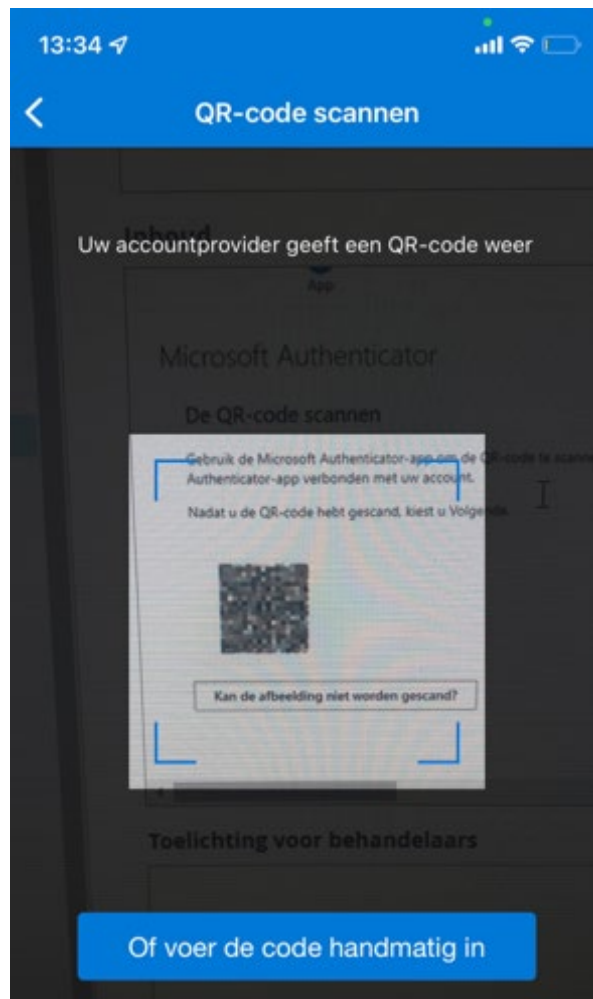 13:34
QR-code scannen
Inhoud
Uw accountprovider geeft een QR-code weer
App
Microsoft Authenticator
De QR-code scannen
Gebruik de Microsoft Authenticator-app om de QR-code te scanne
Authenticator-app verbonden met uw account.
Nadat u de QR-code hebt gescand, kiest u Volgende.
Kan de afbeelding niet worden gescand?
Toelichting voor behandelaars
Of voer de code handmatig in